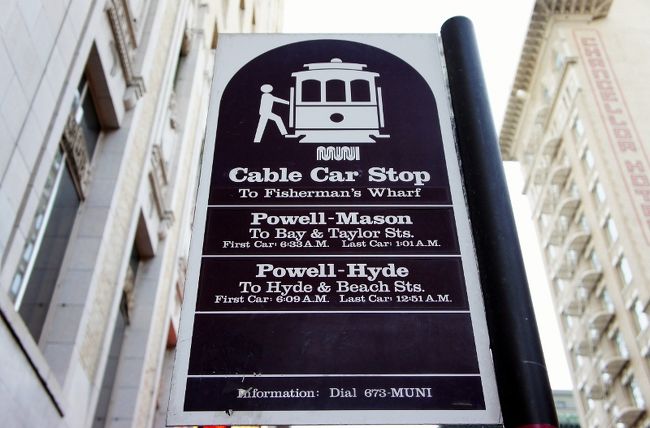 MUNI
Cable Car Stop
To Fisherman's Wharf
Powell-Mason
To Bay & Taylor Sts.
First Car: 6:33 A.M. Last Car: 1:01 A.M.
Powell-Hyde
To Hyde & Beach Sts.
First Car: 6:09 A.M. Last Car: 12:51 A.M.
Information: Dial 673-MUNI
CHANCELLOR